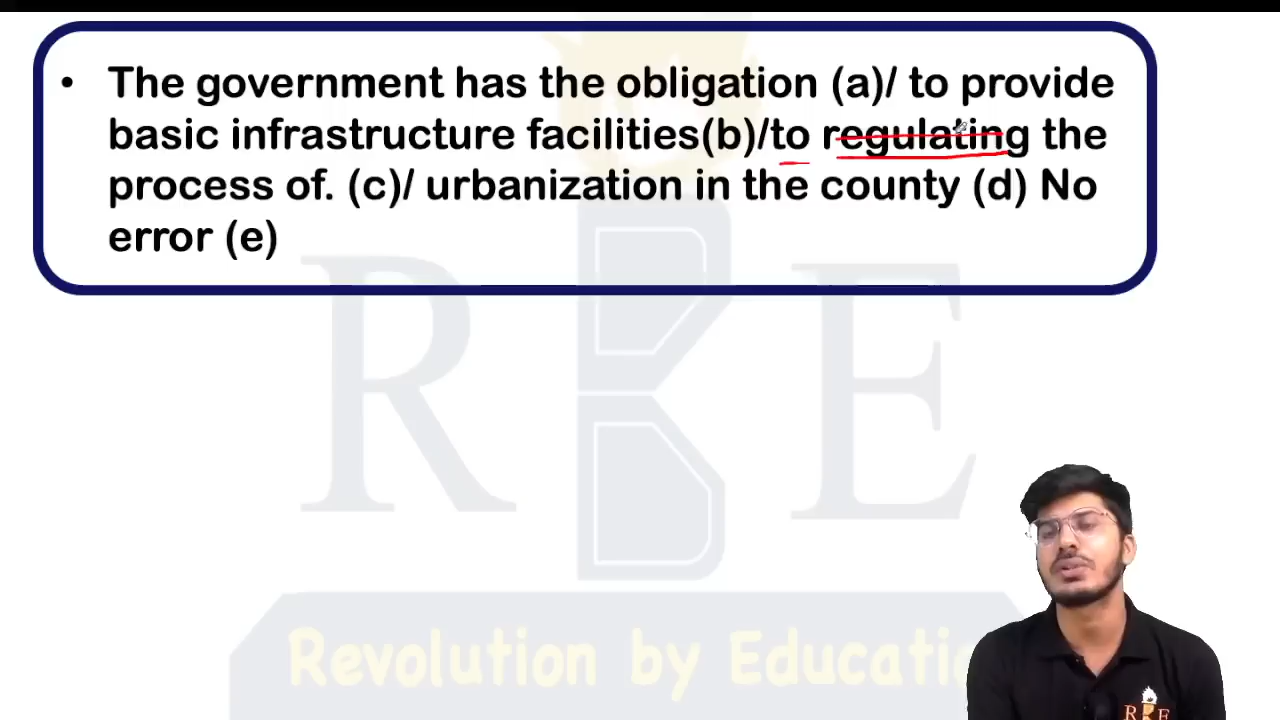 • The government has the obligation (a)/ to provide
basic infrastructure facilities(b)/to regulating the
process of. (c)/ urbanization in the county (d) No
error (e)
R B E
Revolution by Educatio
R B E